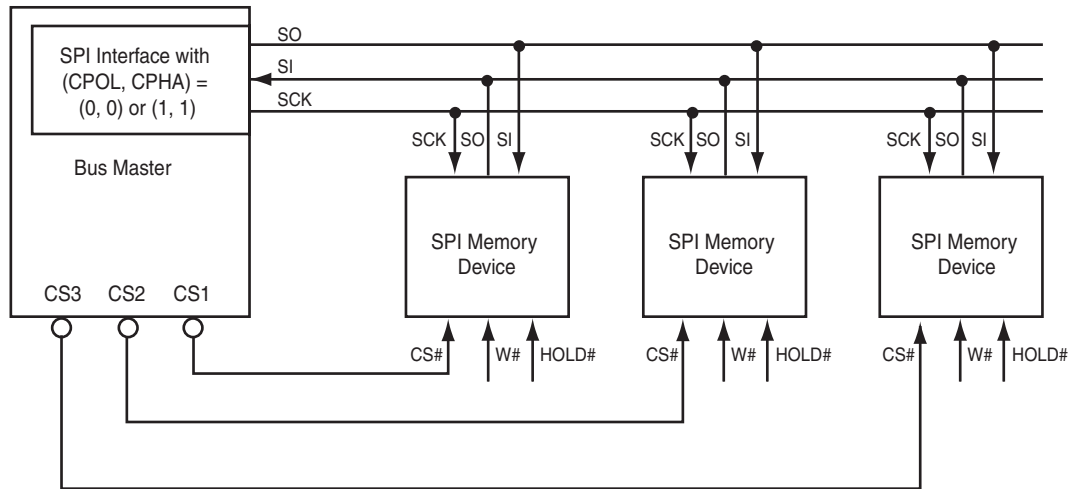 SO
SPI Interface with
(CPOL, CPHA) =
(0, 0) or (1, 1)
SI
SCK
Bus Master
SCK SO SI
SCK SO SI
SCK SO SI
SPI Memory
Device
SPI Memory
Device
SPI Memory
Device
CS3 CS2 CS1
CS# W# HOLD#
CS# W# HOLD#
CS# W# HOLD#